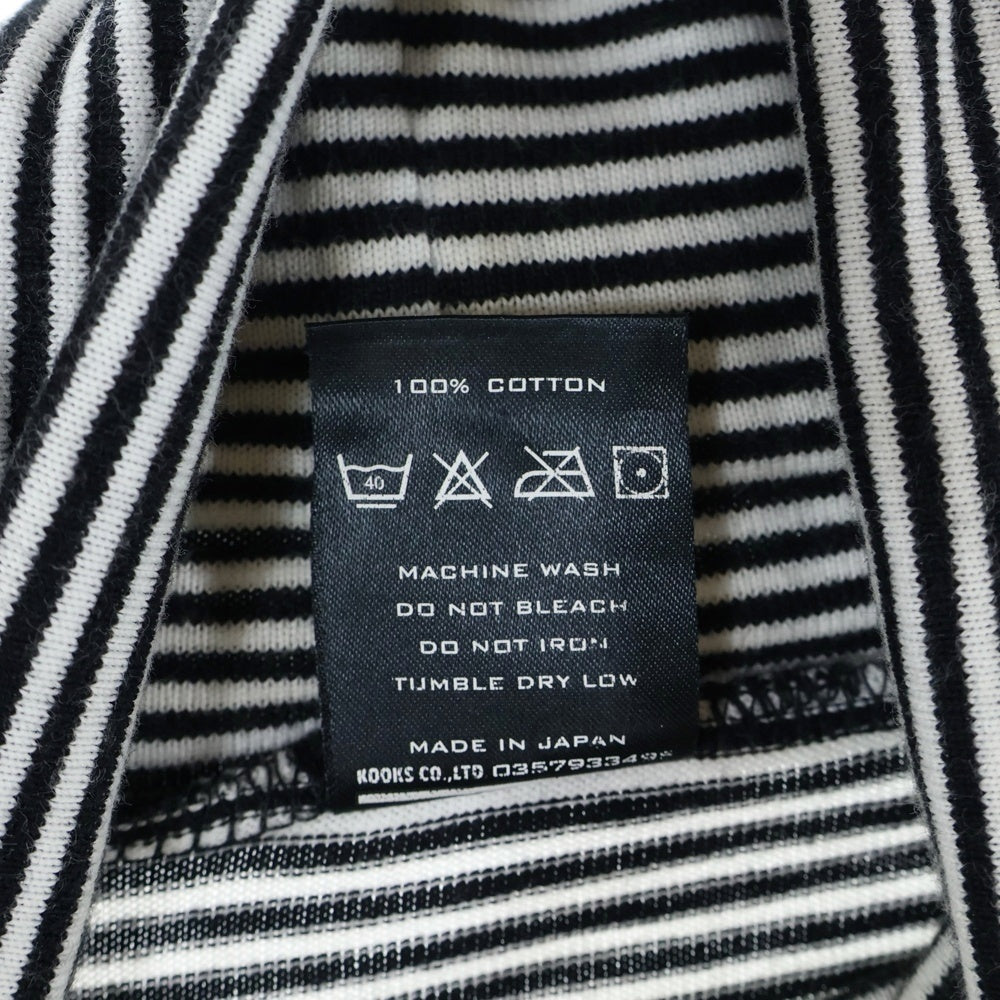 100% COTTON
40
MACHINE WASH
DO NOT BLEACH
DO NOT IRON
TUMBLE DRY LOW
MADE IN JAPAN
KOOKS CO.,LTD